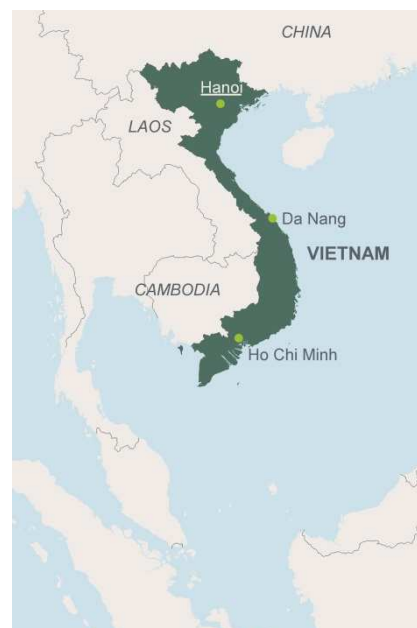 CHINA
Hanoi
LAOS
Da Nang
VIETNAM
CAMBODIA
Ho Chi Minh